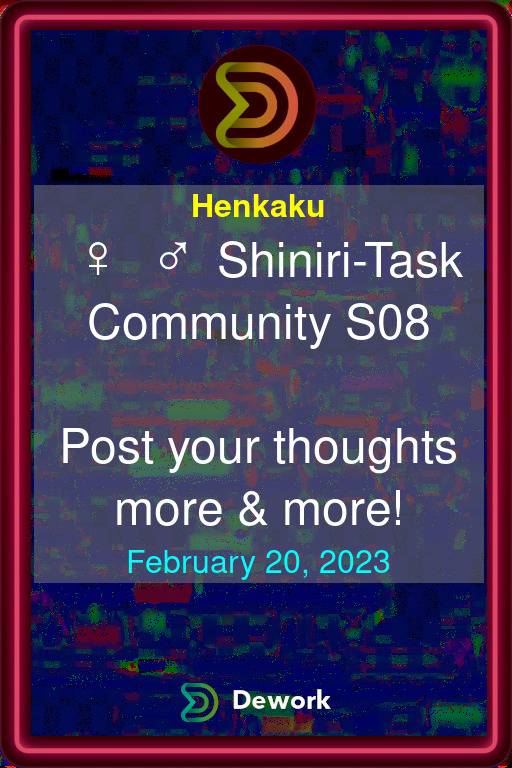 Henkaku
♀ ♂ Shiniri-Task
Community S08
Post your thoughts
more & more!
February 20, 2023
Dework